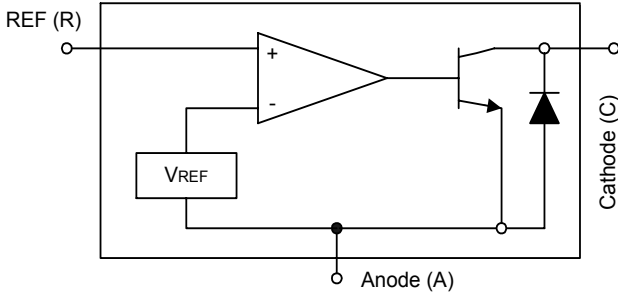 REF (R)
+
-
VREF
Cathode (C)
Anode (A)